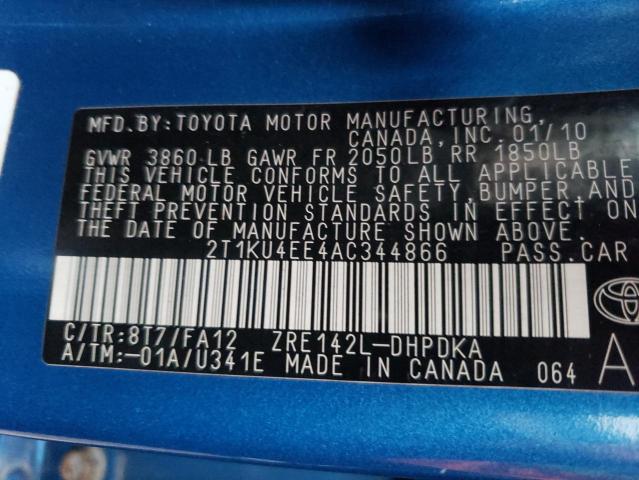 MFD.BY:TOYOTA MOTOR MANUFACTURING,
CANADA,INC. 01/10
GVWR 3860 LB GAWR FR 2050LB RR 1850LB
THIS VEHICLE CONFORMS TO ALL APPLICABLE
FEDERAL MOTOR VEHICLE SAFETY,BUMPER AND
THEFT PREVENTION STANDARDS IN EFFECT ON
THE DATE OF MANUFACTURE SHOWN ABOVE.
2T1KU4EE4AC344866 PASS.CAR
C/TR:8T7/FA12 ZRE142L-DHPDKA
A/TM:-01A/U341E MADE IN CANADA 064
A